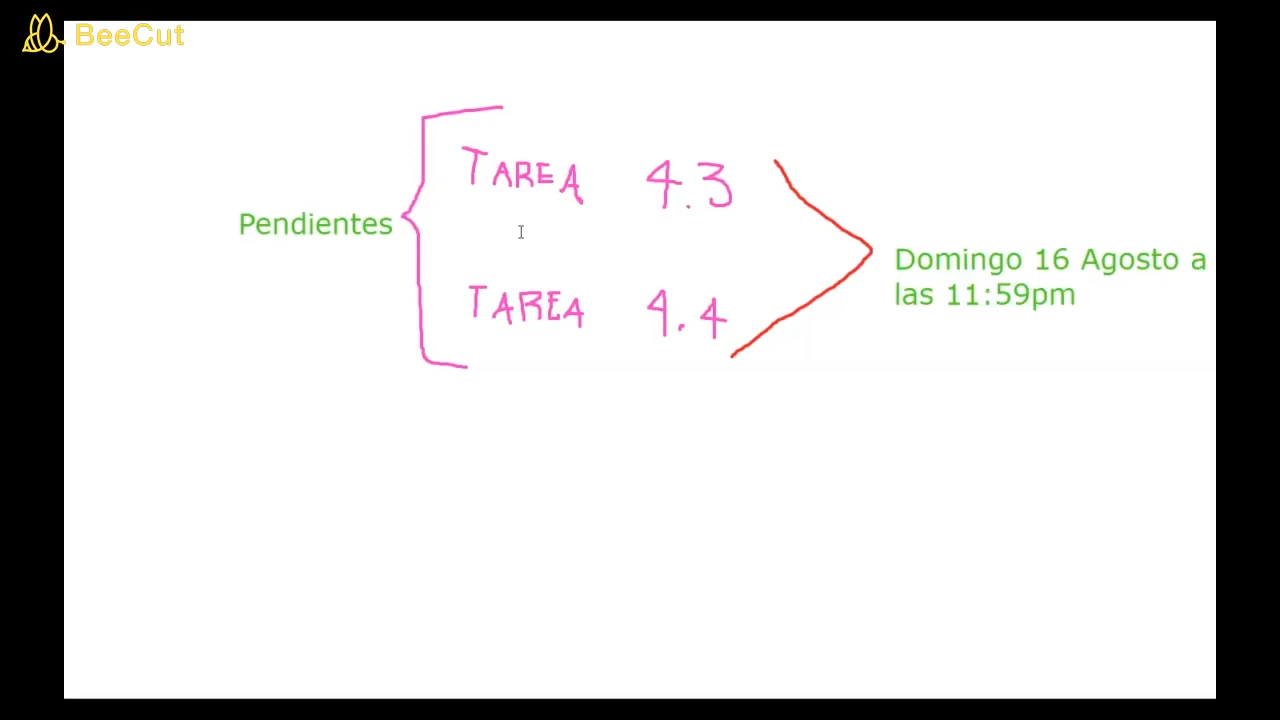 BeeCut
TAREA 4.3
Pendientes
TAREA 4.4
Domingo 16 Agosto a
las 11:59pm